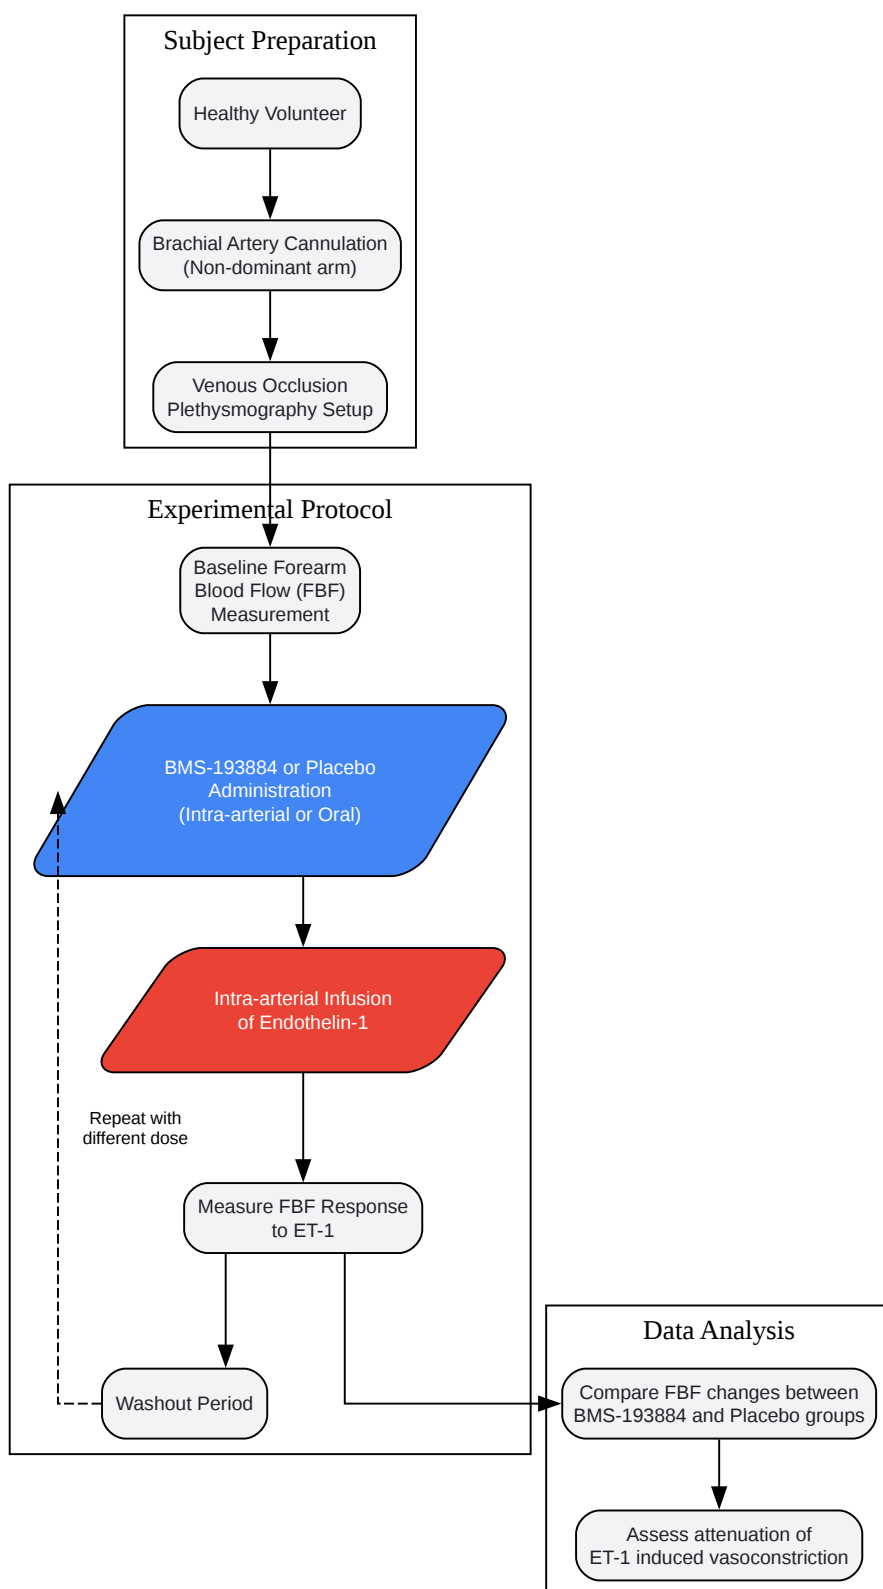 Subject Preparation
Healthy Volunteer
Brachial Artery Cannulation
(Non-dominant arm)
Venous Occlusion
Plethysmography Setup
Experimental Protocol
Baseline Forearm
Blood Flow (FBF)
Measurement
BMS-193884 or Placebo
Administration
(Intra-arterial or Oral)
Intra-arterial Infusion
of Endothelin-1
Repeat with
different dose
Measure FBF Response
to ET-1
Washout Period
Data Analysis
Compare FBF changes between
BMS-193884 and Placebo groups
Assess attenuation of
ET-1 induced vasoconstriction